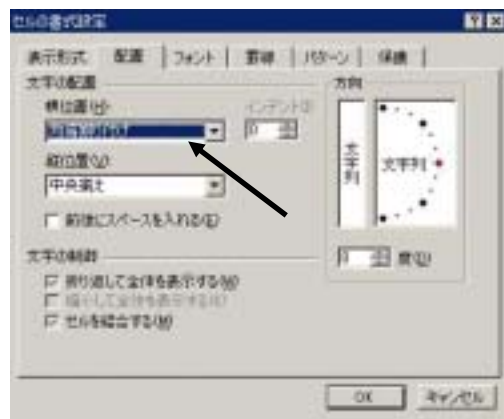 セルの書式設定
表示形式 配置 フォント 罫線 パターン 保護
文字の配置
横位置(H)
インデント(I)
0
縦位置(V)
中央揃え
前後にスペースを入れる(E)
文字の制御
折り返して全体を表示する(W)
縮小して全体を表示する(K)
セルを結合する(M)
方向
文字列
文字列
0 度(D)
OK キャンセル